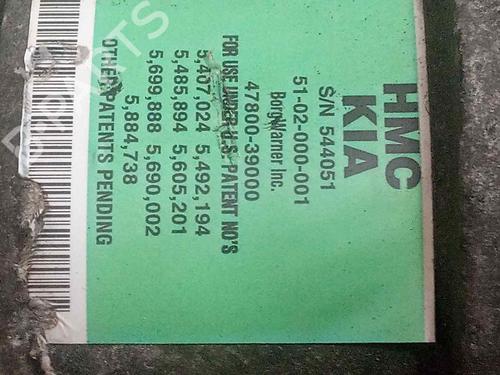 HMC
KIA
S/N 544051
51-02-000-001
BorgWarner Inc.
47800-39000
FOR USE UNDER U.S. PATENT NO'S
5,407,024 5,492,194
5,485,894 5,605,201
5,699,888 5,690,002
5,884,738
OTHER PATENTS PENDING